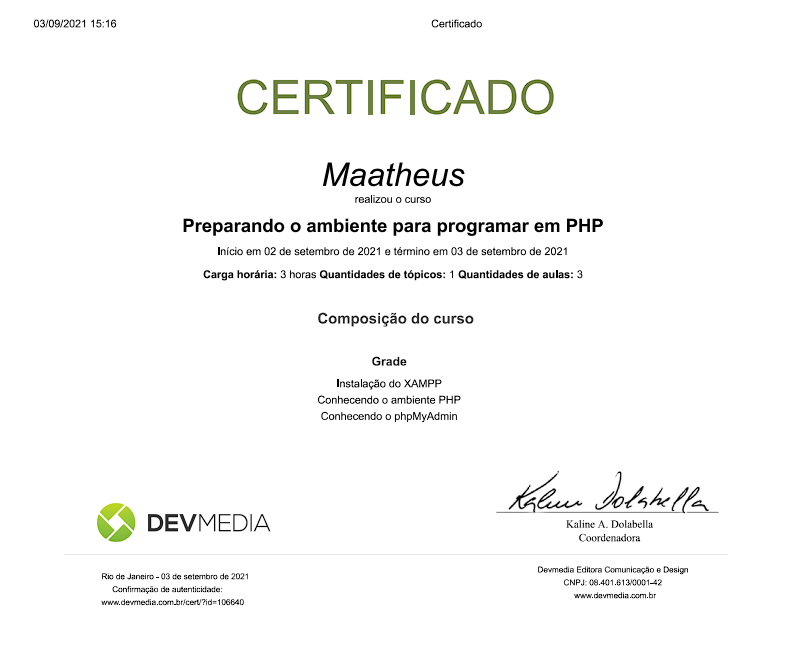 03/09/2021 15:16
Certificado
CERTIFICADO
Maatheus
realizou o curso
Preparando o ambiente para programar em PHP
Início em 02 de setembro de 2021 e término em 03 de setembro de 2021
Carga horária: 3 horas Quantidades de tópicos: 1 Quantidades de aulas: 3
Composição do curso
Grade
Instalação do XAMPP
Conhecendo o ambiente PHP
Conhecendo o phpMyAdmin
DEVMEDIA
Kaline Dolabella
Kaline A. Dolabella
Coordenadora
Rio de Janeiro - 03 de setembro de 2021
Confirmação de autenticidade:
www.devmedia.com.br/cert/?id=106640
Devmedia Editora Comunicação e Design
CNPJ: 08.401.613/0001-42
www.devmedia.com.br